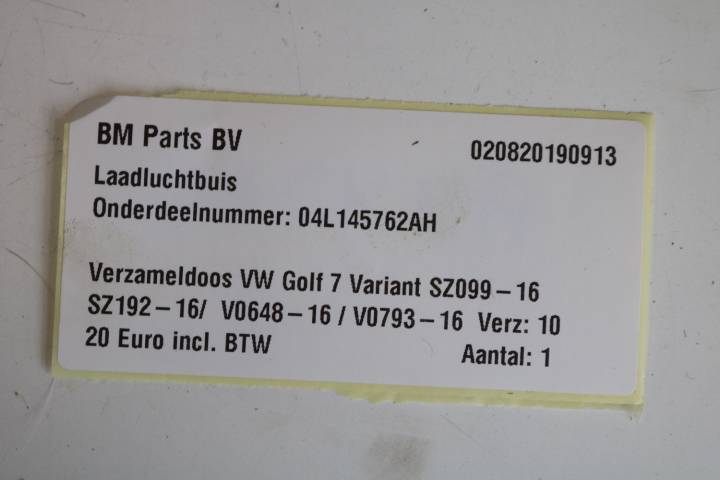 BM Parts BV 020820190913
Laadluchtbuis
Onderdeelnummer: 04L145762AH
Verzameldoos VW Golf 7 Variant SZ099-16
SZ192-16/ V0648-16 / V0793-16 Verz: 10
20 Euro incl. BTW Aantal: 1